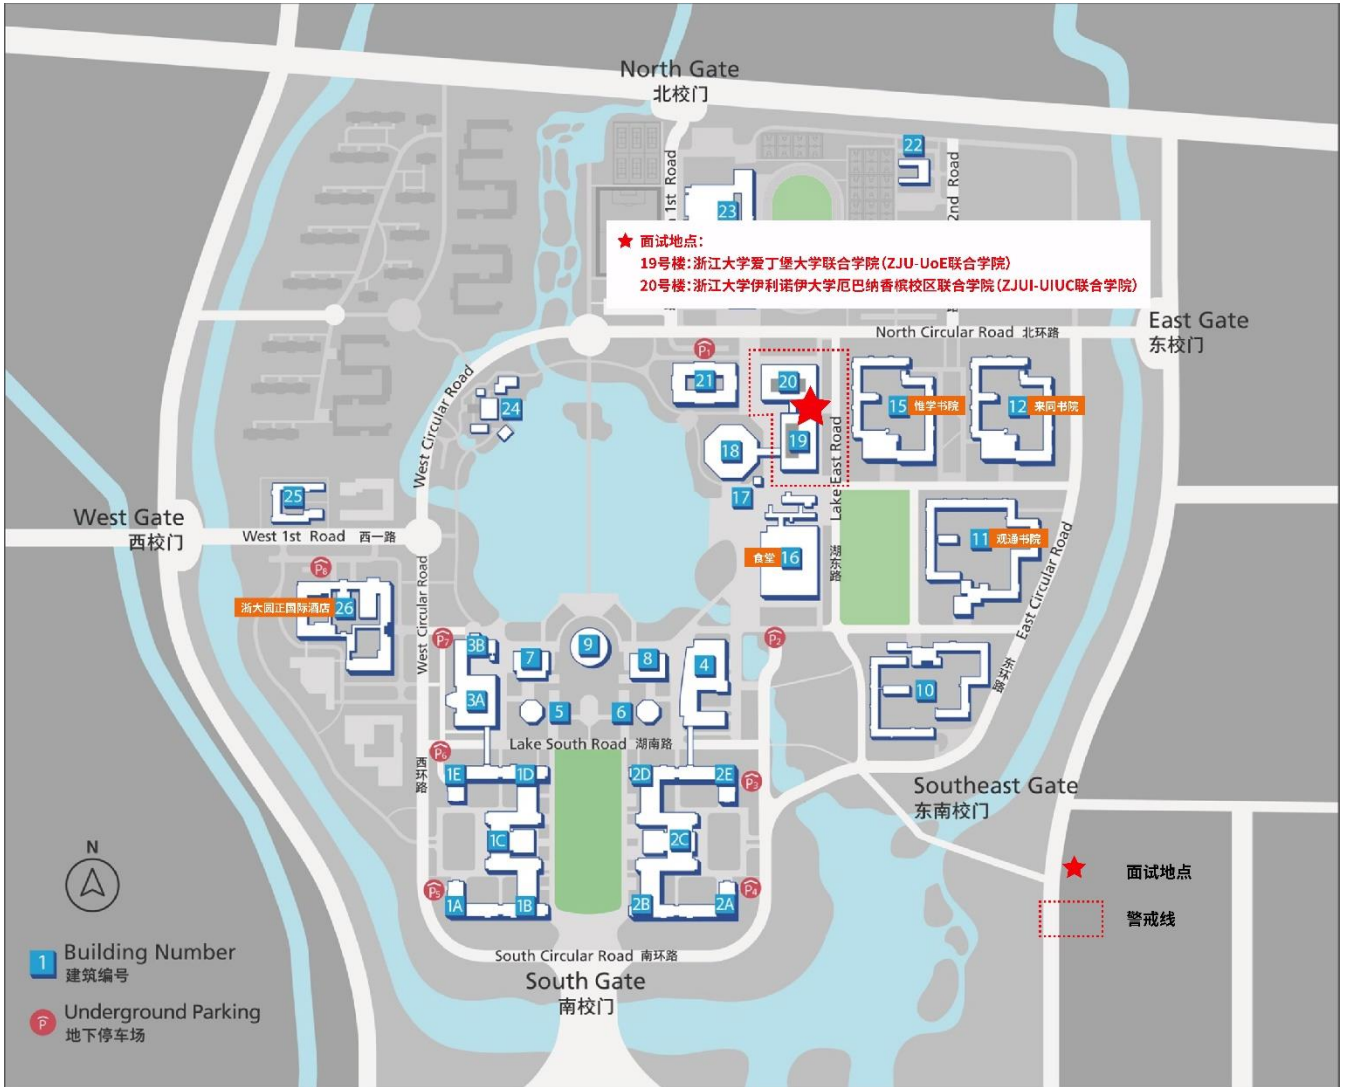 North Gate
北校门
22
1st Road
2nd Road
23
★ 面试地点:
19号楼:浙江大学爱丁堡大学联合学院(ZJU-UoE联合学院)
20号楼:浙江大学伊利诺伊大学厄巴纳香槟校区联合学院(ZJUI-UIUC联合学院)
East Gate
东校门
North Circular Road 北环路
P1
21
20
19
18
17
15 惟学书院
12 来同书院
24
West Circular Road
Lake East Road
湖东路
West Gate
西校门
25
West 1st Road 西一路
P8
浙大圆正国际酒店 26
West Circular Road
食堂 16
11 观通书院
East Circular Road
东环路
P7
3B
7
9
8
4
P2
10
3A
5
6
Lake South Road 湖南路
P6
西环路
1E
1D
2D
2E
P3
Southeast Gate
东南校门
1C
2C
N
P5
1A
1B
2B
2A
P4
★ 面试地点
警戒线
South Circular Road 南环路
South Gate
南校门
1 Building Number
建筑编号
P Underground Parking
地下停车场